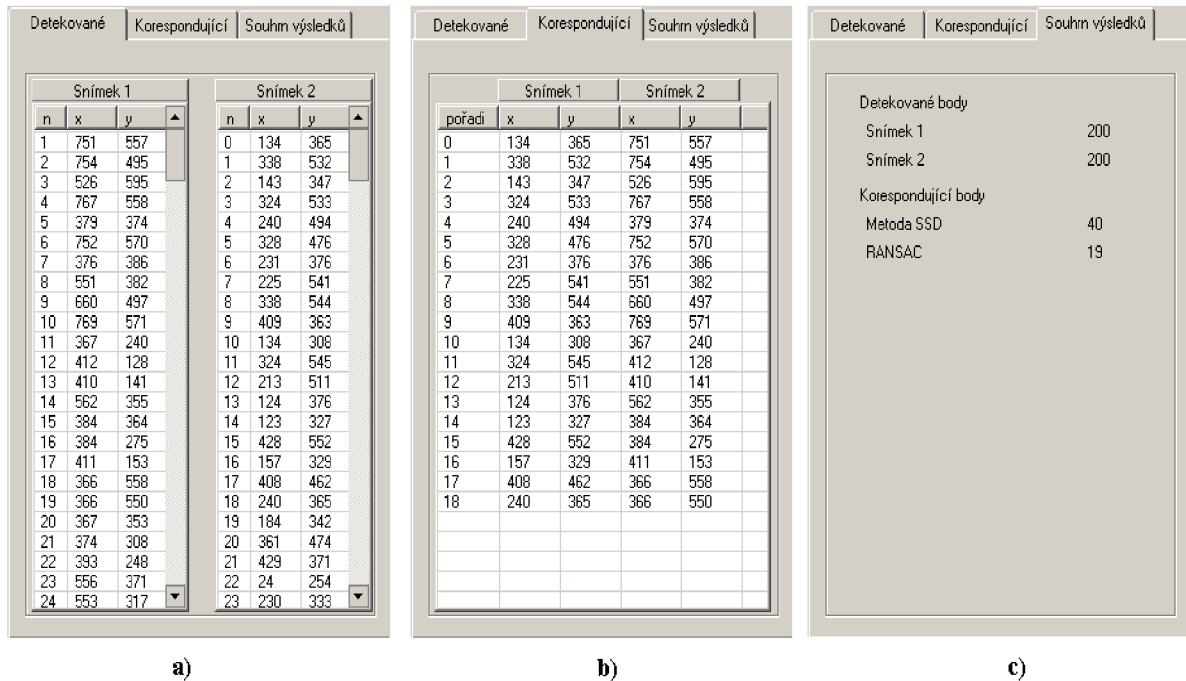 Detekované Korespondující Souhrn výsledků
Snímek 1 Snímek 2
n x y n x y
1 751 557 0 134 365
2 754 495 1 338 532
3 526 595 2 143 347
4 767 558 3 324 533
5 379 374 4 240 494
6 752 570 5 328 476
7 376 386 6 231 376
8 551 382 7 225 541
9 660 497 8 338 544
10 769 571 9 409 363
11 367 240 10 134 308
12 412 128 11 324 545
13 410 141 12 213 511
14 562 355 13 124 376
15 384 364 14 123 327
16 384 275 15 428 552
17 411 153 16 157 329
18 366 558 17 408 462
19 366 550 18 240 365
20 367 353 19 184 342
21 374 308 20 361 474
22 393 248 21 429 371
23 556 371 22 24 254
24 553 317 23 230 333
a)
Detekované Korespondující Souhrn výsledků
Snímek 1 Snímek 2
pořadí x y x y
0 134 365 751 557
1 338 532 754 495
2 143 347 526 595
3 324 533 767 558
4 240 494 379 374
5 328 476 752 570
6 231 376 376 386
7 225 541 551 382
8 338 544 660 497
9 409 363 769 571
10 134 308 367 240
11 324 545 412 128
12 213 511 410 141
13 124 376 562 355
14 123 327 384 364
15 428 552 384 275
16 157 329 411 153
17 408 462 366 558
18 240 365 366 550
b)
Detekované Korespondující Souhrn výsledků
Detekované body
Snímek 1 200
Snímek 2 200
Korespondující body
Metoda SSD 40
RANSAC 19
c)